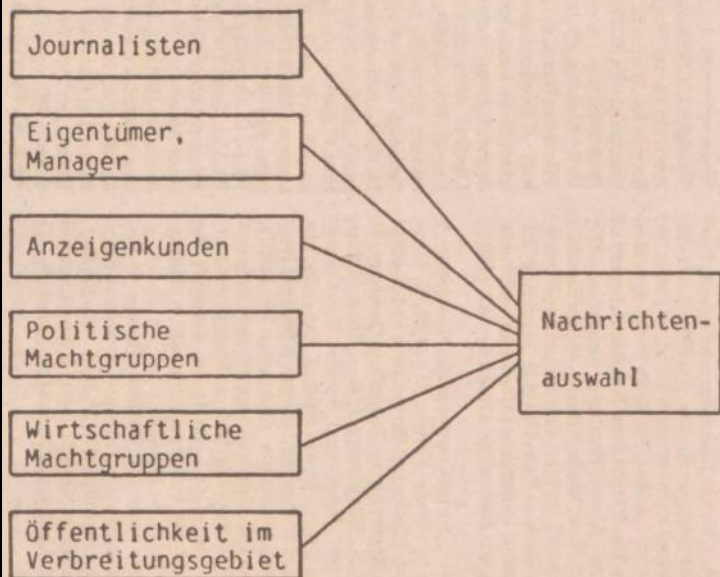 Journalisten
Eigentümer,
Manager
Anzeigenkunden
Politische
Machtgruppen
Wirtschaftliche
Machtgruppen
Öffentlichkeit im
Verbreitungsgebiet
Nachrichten-
auswahl